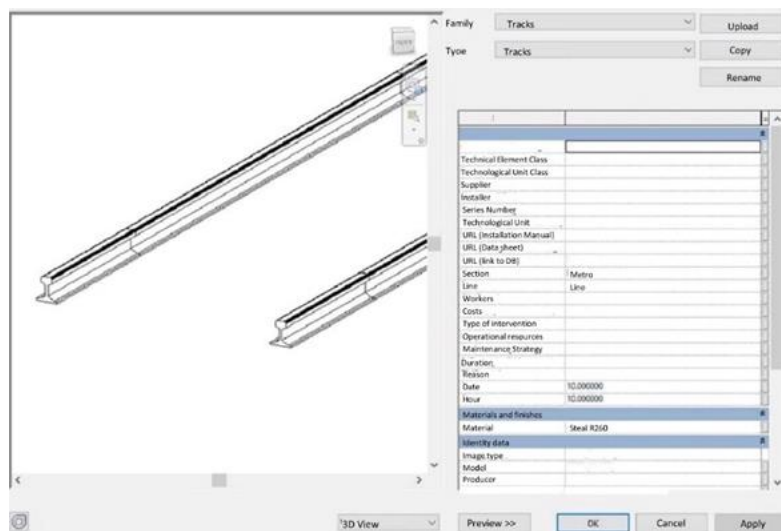 Family Tracks Upload
Type Tracks Copy
Rename
Technical Element Class
Technological Unit Class
Supplier
Installer
Series Number
Technological Unit
URL (Installation Manual)
URL (Data sheet)
URL (link to DB)
Section Metro
Line Line
Workers
Costs
Type of intervention
Operational resources
Maintenance Strategy
Duration
Reason
Date 10.000000
Hour 10.000000
Materials and finishes
Material Steal R260
Identity data
Image type
Model
Producer
3D View Preview >> OK Cancel Apply